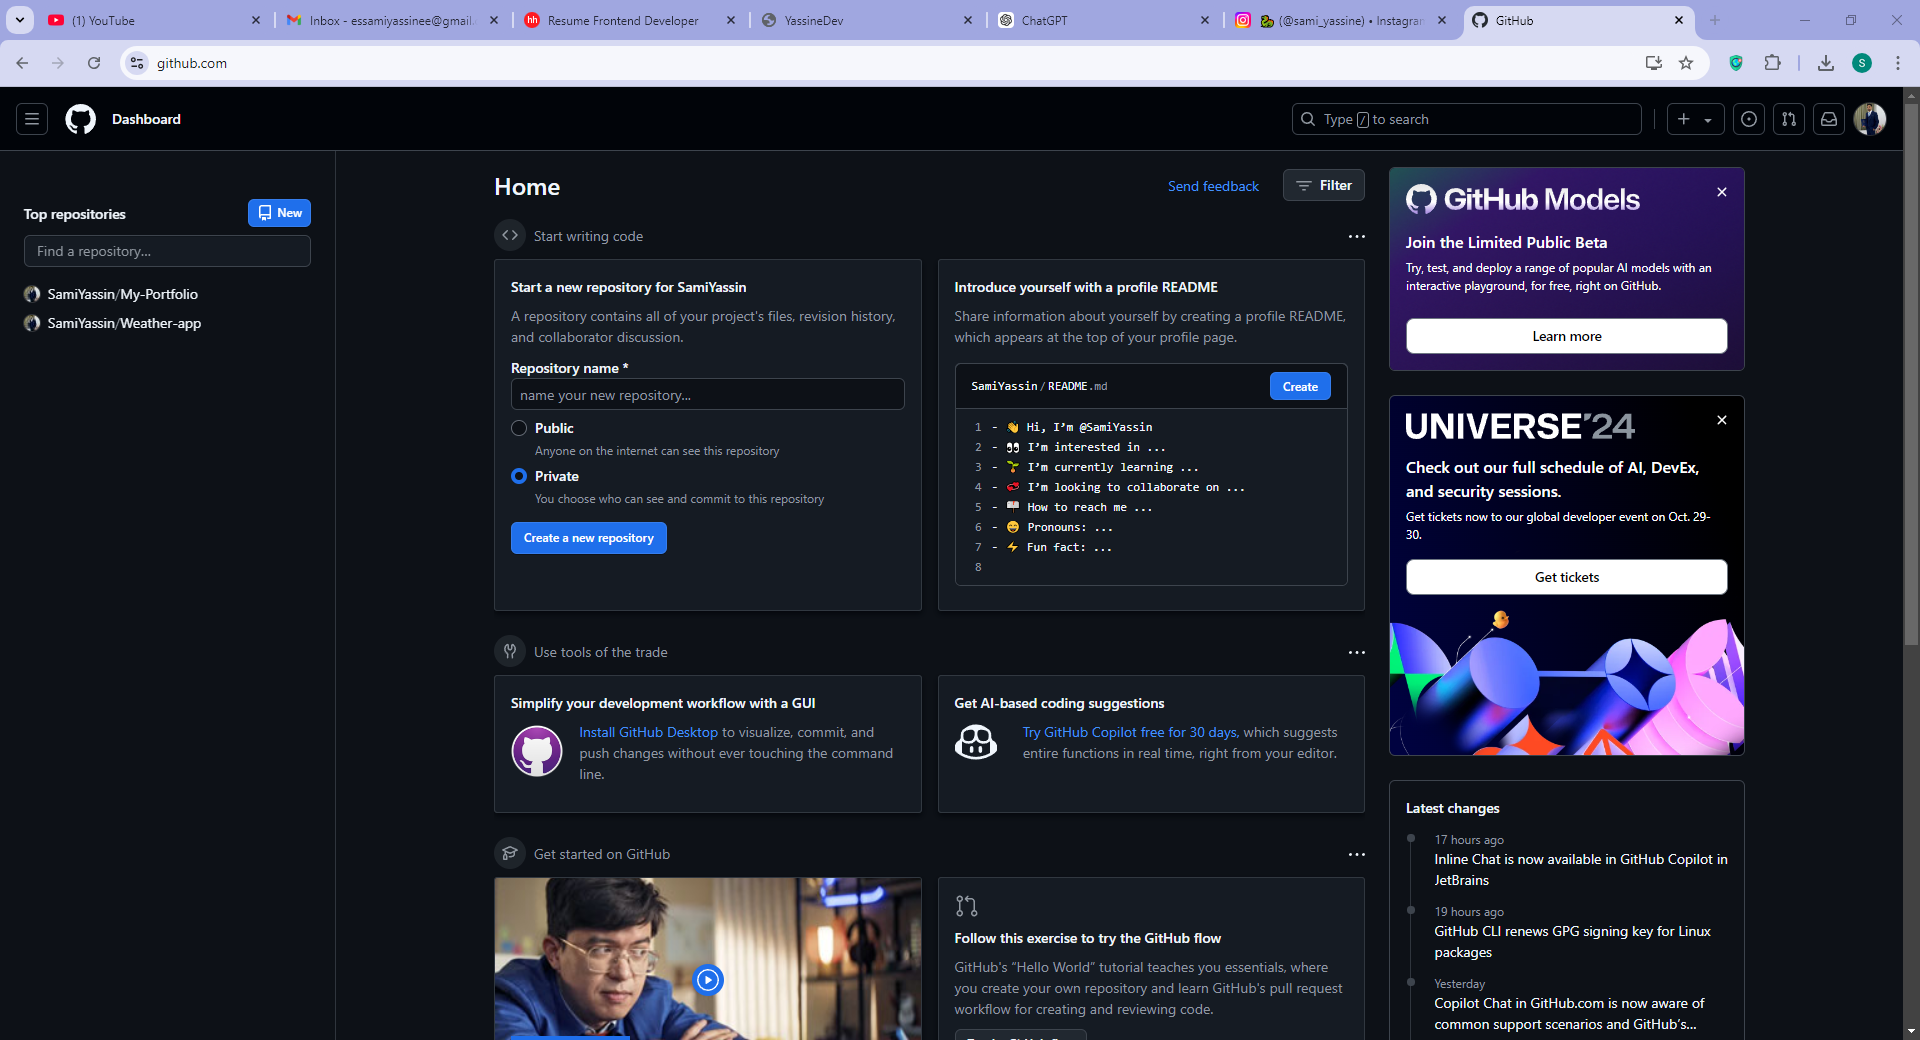 (1) YouTube
Inbox - essamiyassinee@gmail.
Resume Frontend Developer
YassineDev
ChatGPT
(@sami_yassine) • Instagram
GitHub
github.com
S
Dashboard
Type / to search
Top repositories
New
Find a repository...
SamiYassin/My-Portfolio
SamiYassin/Weather-app
Home
Send feedback
Filter
Start writing code
Start a new repository for SamiYassin
A repository contains all of your project's files, revision history,
and collaborator discussion.
Repository name *
name your new repository...
Public
Anyone on the internet can see this repository
Private
You choose who can see and commit to this repository
Create a new repository
Introduce yourself with a profile README
Share information about yourself by creating a profile README,
which appears at the top of your profile page.
SamiYassin / README.md
Create
1 - 👋 Hi, I’m @SamiYassin
2 - 👀 I’m interested in ...
3 - 🌱 I’m currently learning ...
4 - 💞️ I’m looking to collaborate on ...
5 - 📫 How to reach me ...
6 - 😄 Pronouns: ...
7 - ⚡ Fun fact: ...
8
Use tools of the trade
Simplify your development workflow with a GUI
Install GitHub Desktop to visualize, commit, and
push changes without ever touching the command
line.
Get AI-based coding suggestions
Try GitHub Copilot free for 30 days, which suggests
entire functions in real time, right from your editor.
Get started on GitHub
Follow this exercise to try the GitHub flow
GitHub's “Hello World” tutorial teaches you essentials, where
you create your own repository and learn GitHub's pull request
workflow for creating and reviewing code.
GitHub Models
Join the Limited Public Beta
Try, test, and deploy a range of popular AI models with an
interactive playground, for free, right on GitHub.
Learn more
UNIVERSE'24
Check out our full schedule of AI, DevEx,
and security sessions.
Get tickets now to our global developer event on Oct. 29-
30.
Get tickets
Latest changes
17 hours ago
Inline Chat is now available in GitHub Copilot in
JetBrains
19 hours ago
GitHub CLI renews GPG signing key for Linux
packages
Yesterday
Copilot Chat in GitHub.com is now aware of
common support scenarios and GitHub’s...